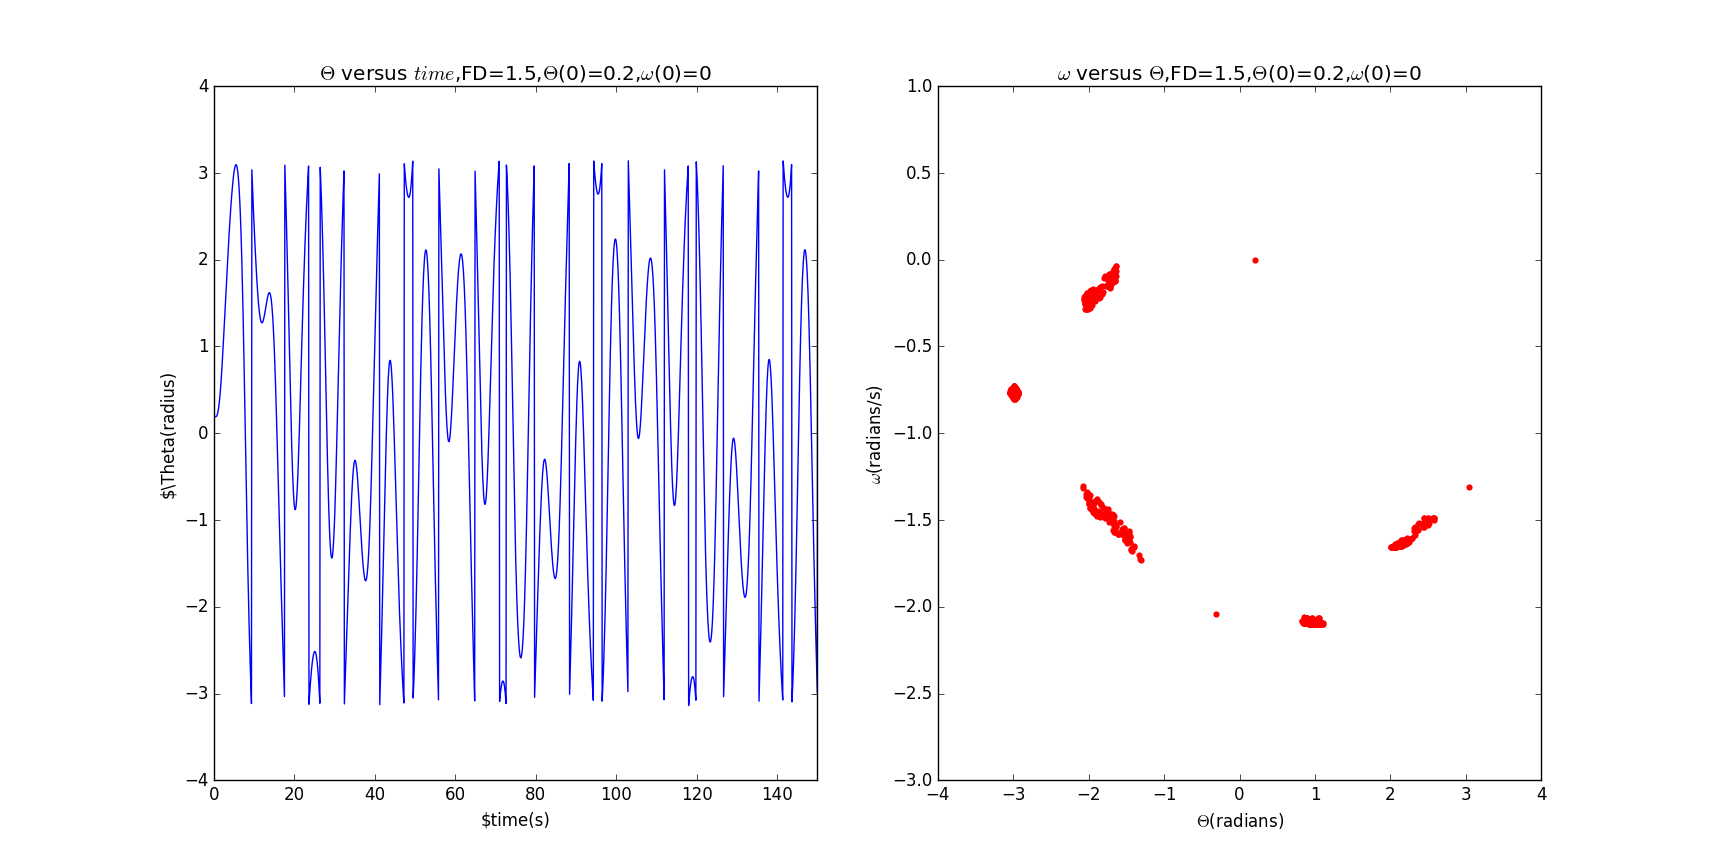 Θ versus time,FD=1.5,Θ(0)=0.2,ω(0)=0
4
3
2
1
0
−1
−2
−3
−4
0 20 40 60 80 100 120 140
$time(s)
$\Theta(radius)
ω versus Θ,FD=1.5,Θ(0)=0.2,ω(0)=0
1.0
0.5
0.0
−0.5
−1.0
−1.5
−2.0
−2.5
−3.0
−4 −3 −2 −1 0 1 2 3 4
Θ(radians)
ω(radians/s)